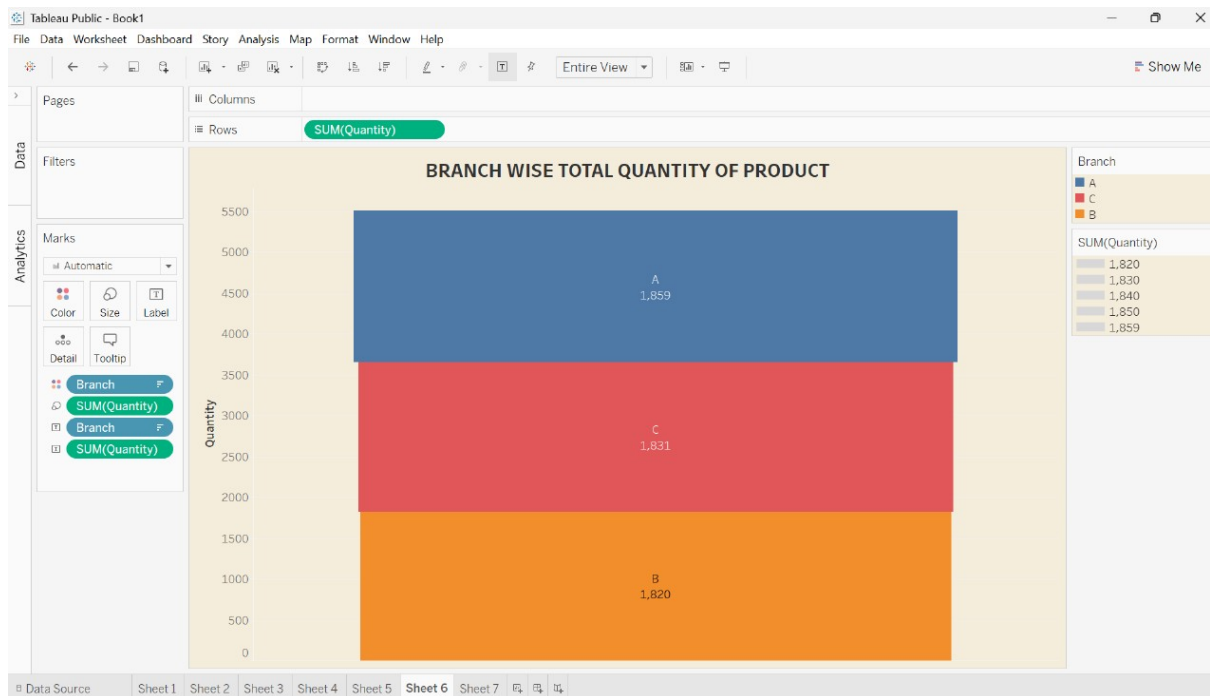 Tableau Public - Book1
File Data Worksheet Dashboard Story Analysis Map Format Window Help
Entire View
Show Me
Data
Analytics
Pages
Filters
Marks
Automatic
Color Size Label
Detail Tooltip
Branch
SUM(Quantity)
Branch
SUM(Quantity)
Columns
Rows SUM(Quantity)
BRANCH WISE TOTAL QUANTITY OF PRODUCT
Quantity
5500
5000
4500
4000
3500
3000
2500
2000
1500
1000
500
0
A
1,859
C
1,831
B
1,820
Branch
A
C
B
SUM(Quantity)
1,820
1,830
1,840
1,850
1,859
Data Source Sheet 1 Sheet 2 Sheet 3 Sheet 4 Sheet 5 Sheet 6 Sheet 7